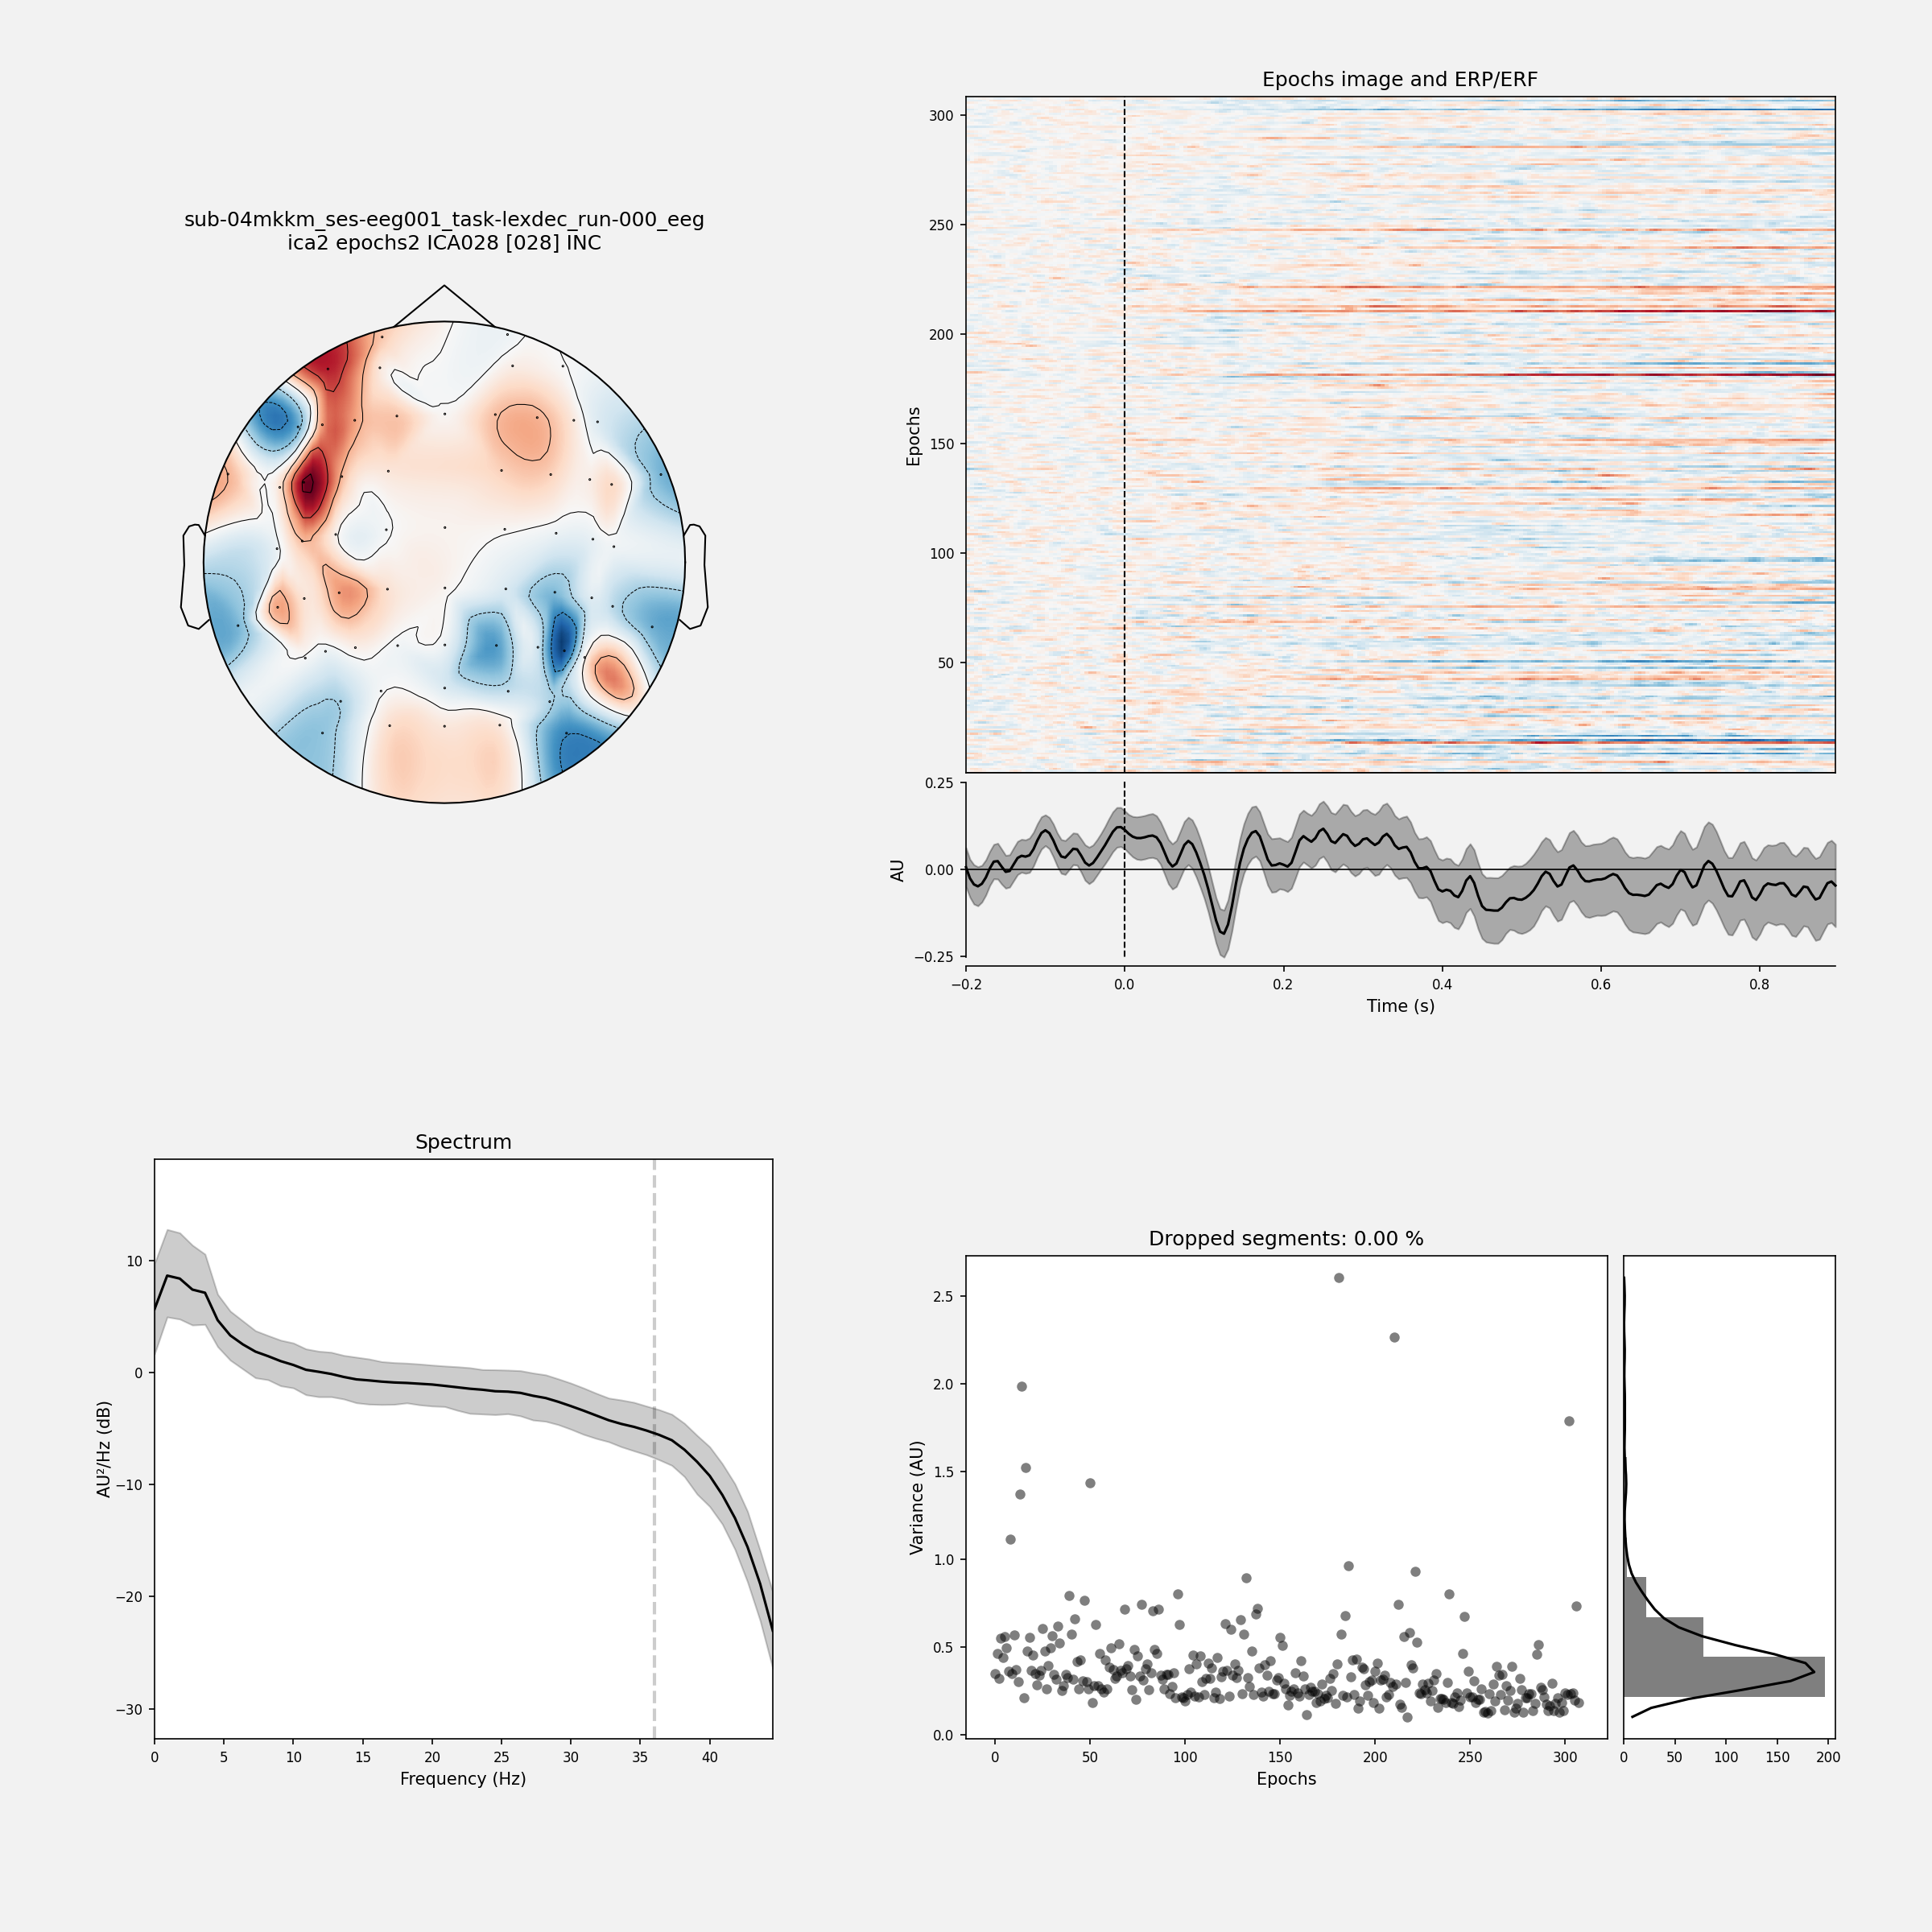 sub-04mkkm_ses-eeg001_task-lexdec_run-000_eeg
ica2 epochs2 ICA028 [028] INC
Epochs image and ERP/ERF
300
250
200
150
100
50
Epochs
0.25
0.00
−0.25
AU
−0.2 0.0 0.2 0.4 0.6 0.8
Time (s)
Spectrum
10
0
−10
−20
−30
AU²/Hz (dB)
0 5 10 15 20 25 30 35 40
Frequency (Hz)
Dropped segments: 0.00 %
2.5
2.0
1.5
1.0
0.5
0.0
Variance (AU)
0 50 100 150 200 250 300
Epochs
0 50 100 150 200